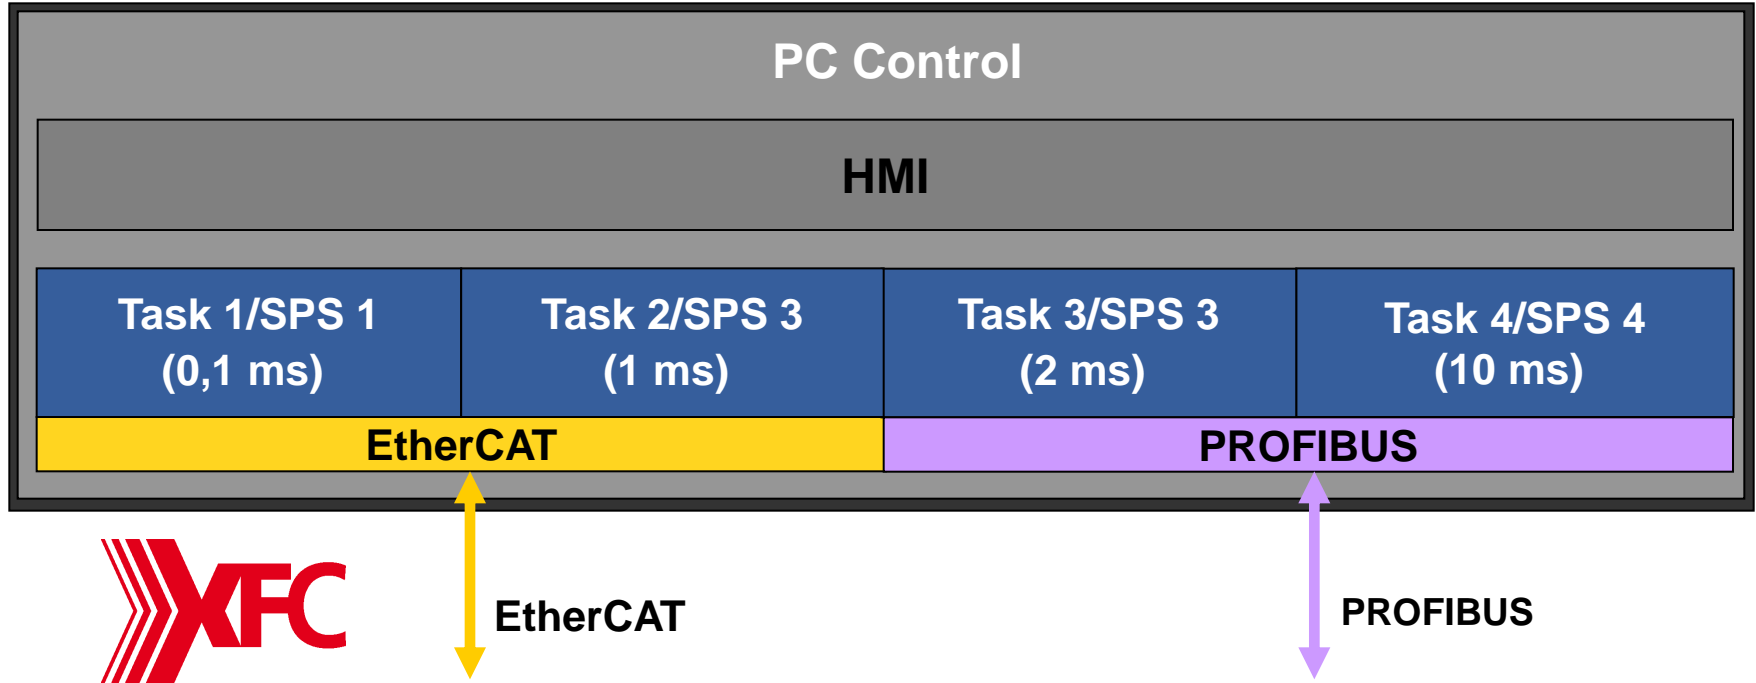 PC Control
HMI
Task 1/SPS 1
(0,1 ms)
Task 2/SPS 3
(1 ms)
Task 3/SPS 3
(2 ms)
Task 4/SPS 4
(10 ms)
EtherCAT
PROFIBUS
XFC
EtherCAT
PROFIBUS